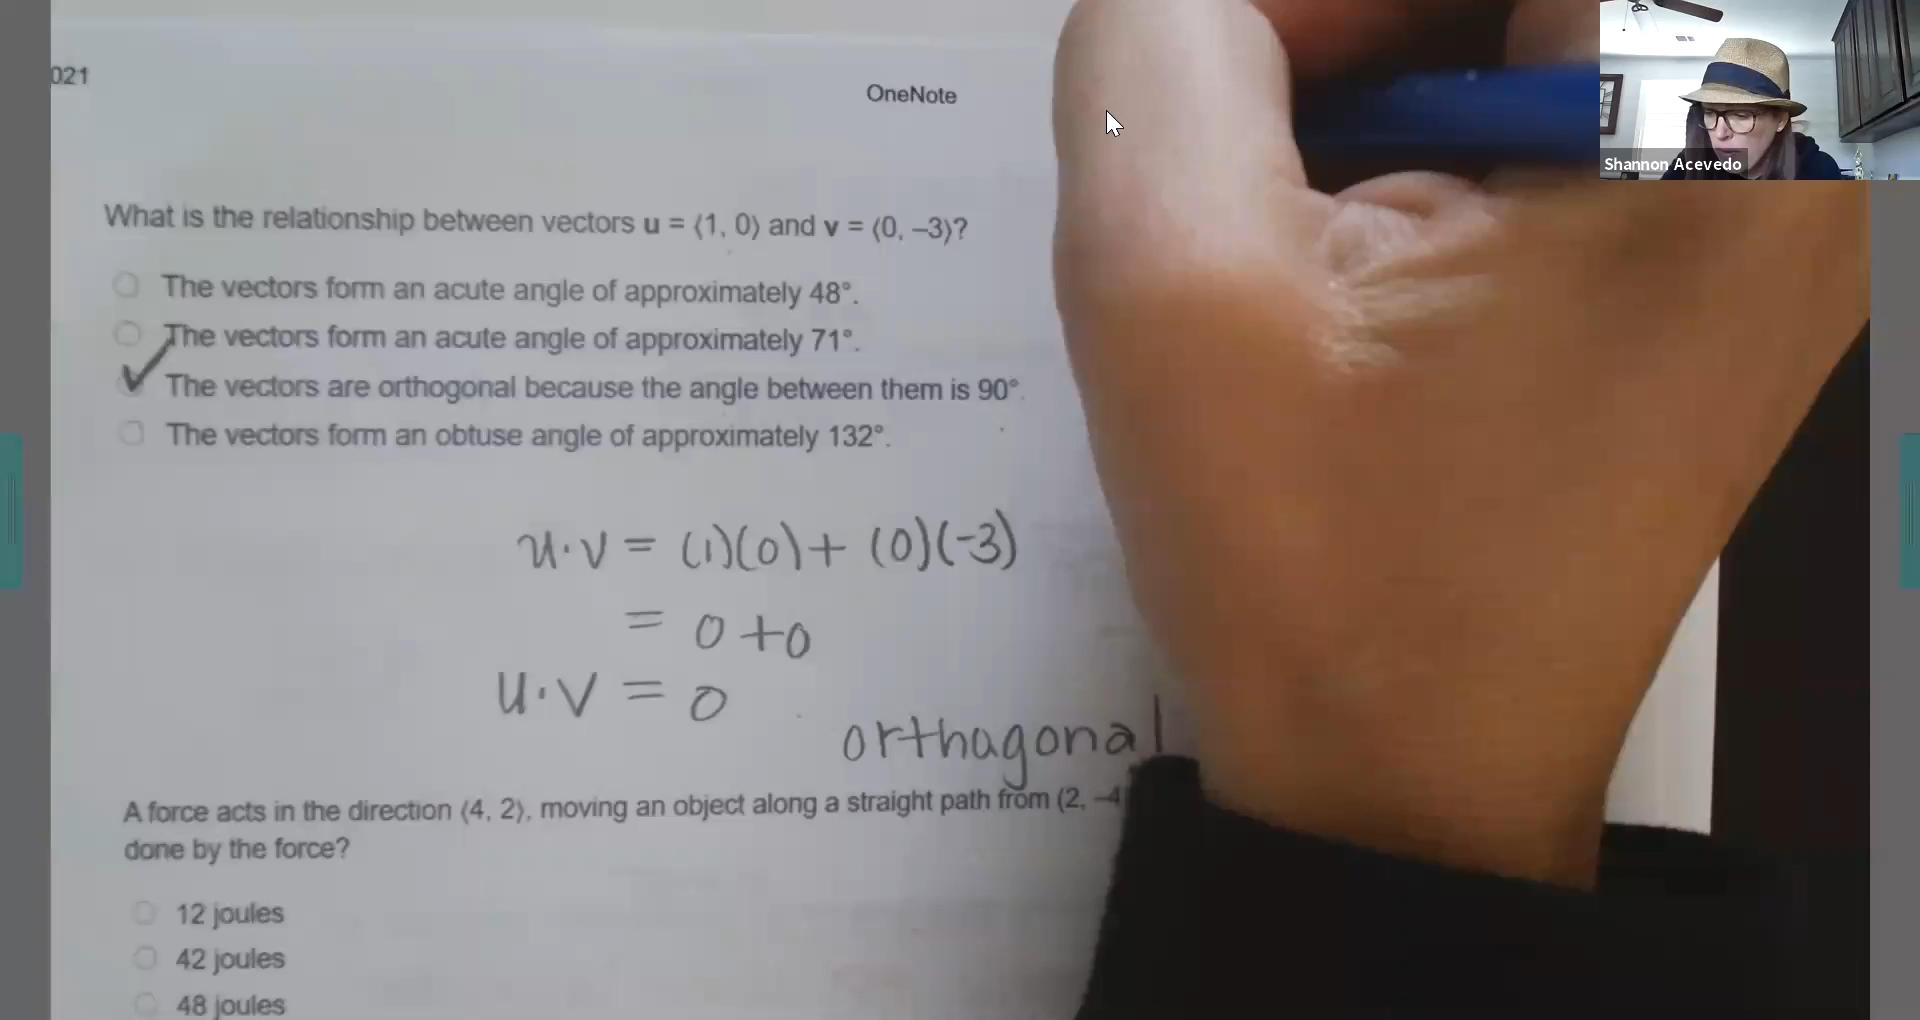 021
OneNote
Shannon Acevedo
What is the relationship between vectors u = ⟨1, 0⟩ and v = ⟨0, –3⟩?
The vectors form an acute angle of approximately 48°.
The vectors form an acute angle of approximately 71°.
The vectors are orthogonal because the angle between them is 90°.
The vectors form an obtuse angle of approximately 132°.
u·v = (1)(0) + (0)(-3)
= 0 + 0
u·v = 0
orthagonal
A force acts in the direction ⟨4, 2⟩, moving an object along a straight path from (2, –4
done by the force?
12 joules
42 joules
48 joules